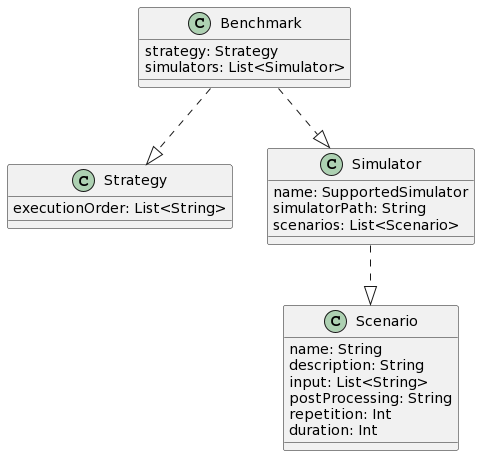 C Benchmark
strategy: Strategy
simulators: List<Simulator>
C Strategy
executionOrder: List<String>
C Simulator
name: SupportedSimulator
simulatorPath: String
scenarios: List<Scenario>
C Scenario
name: String
description: String
input: List<String>
postProcessing: String
repetition: Int
duration: Int